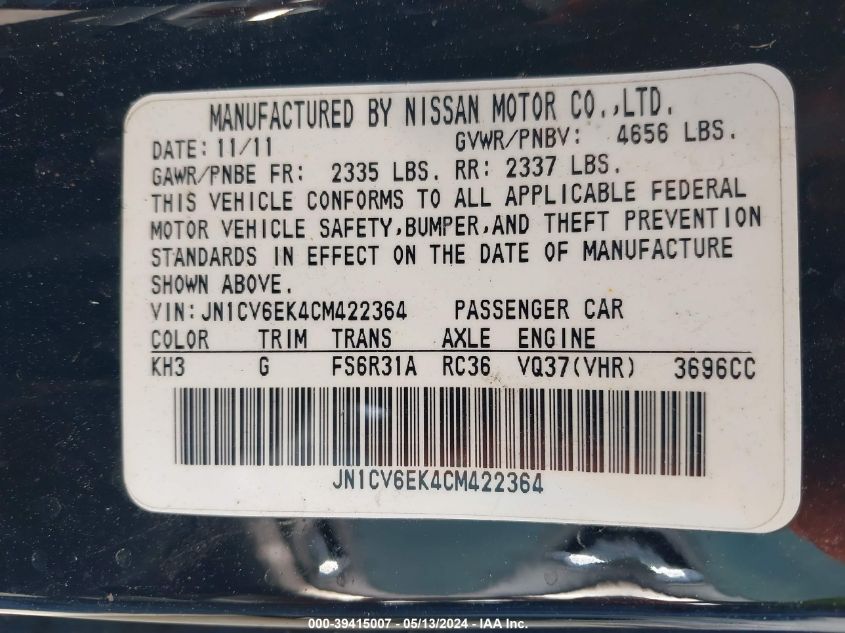 MANUFACTURED BY NISSAN MOTOR CO.,LTD.
DATE: 11/11 GVWR/PNBV: 4656 LBS.
GAWR/PNBE FR: 2335 LBS. RR: 2337 LBS.
THIS VEHICLE CONFORMS TO ALL APPLICABLE FEDERAL
MOTOR VEHICLE SAFETY,BUMPER,AND THEFT PREVENTION
STANDARDS IN EFFECT ON THE DATE OF MANUFACTURE
SHOWN ABOVE.
VIN: JN1CV6EK4CM422364 PASSENGER CAR
COLOR TRIM TRANS AXLE ENGINE
KH3 G FS6R31A RC36 VQ37(VHR) 3696CC
JN1CV6EK4CM422364
000-39415007 - 05/13/2024 - IAA Inc.